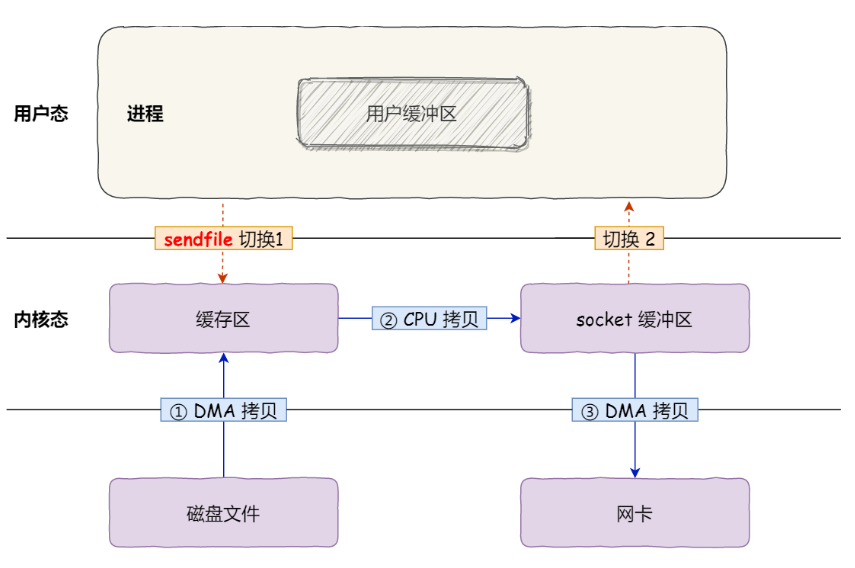 用户态
进程
用户缓冲区
sendfile 切换1
切换 2
内核态
缓存区
② CPU 拷贝
socket 缓冲区
① DMA 拷贝
③ DMA 拷贝
磁盘文件
网卡